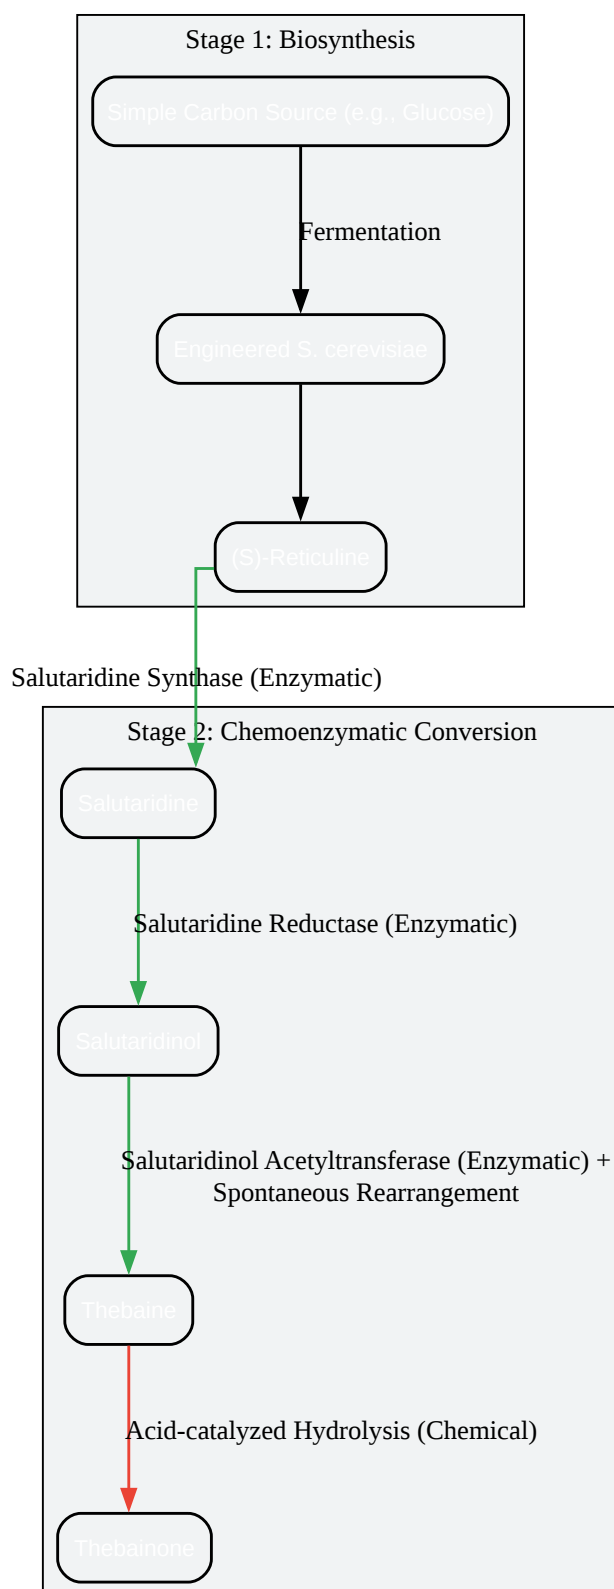 Stage 1: Biosynthesis
Simple Carbon Source (e.g., Glucose)
Fermentation
Engineered S. cerevisiae
(S)-Reticuline
Salutaridine Synthase (Enzymatic)
Stage 2: Chemoenzymatic Conversion
Salutaridine
Salutaridine Reductase (Enzymatic)
Salutaridinol
Salutaridinol Acetyltransferase (Enzymatic) +
Spontaneous Rearrangement
Thebaine
Acid-catalyzed Hydrolysis (Chemical)
Thebainone